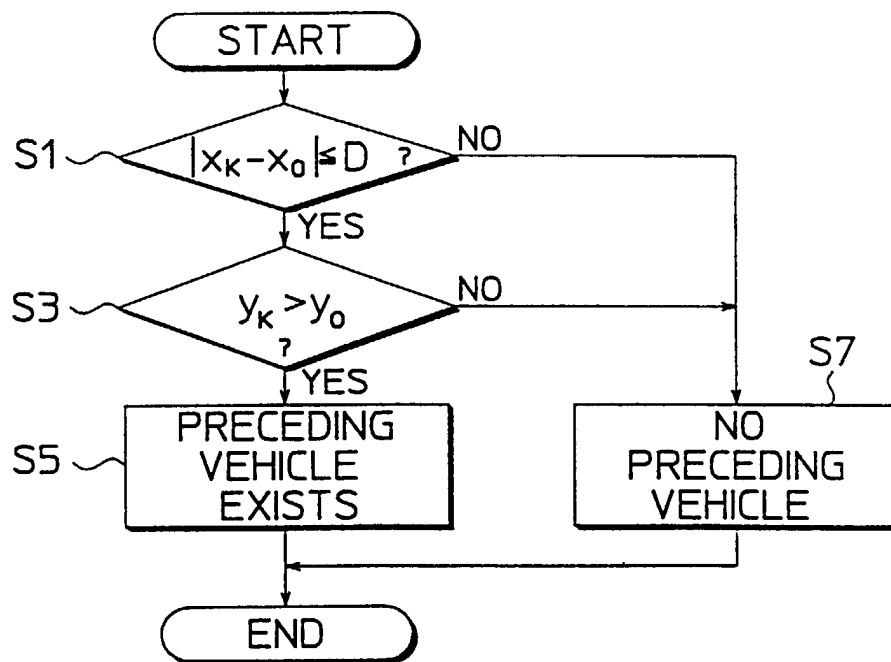 START
S1
|xK-x0|≦D ?
NO
YES
S3
yK>y0
?
NO
YES
S5
PRECEDING
VEHICLE
EXISTS
S7
NO
PRECEDING
VEHICLE
END